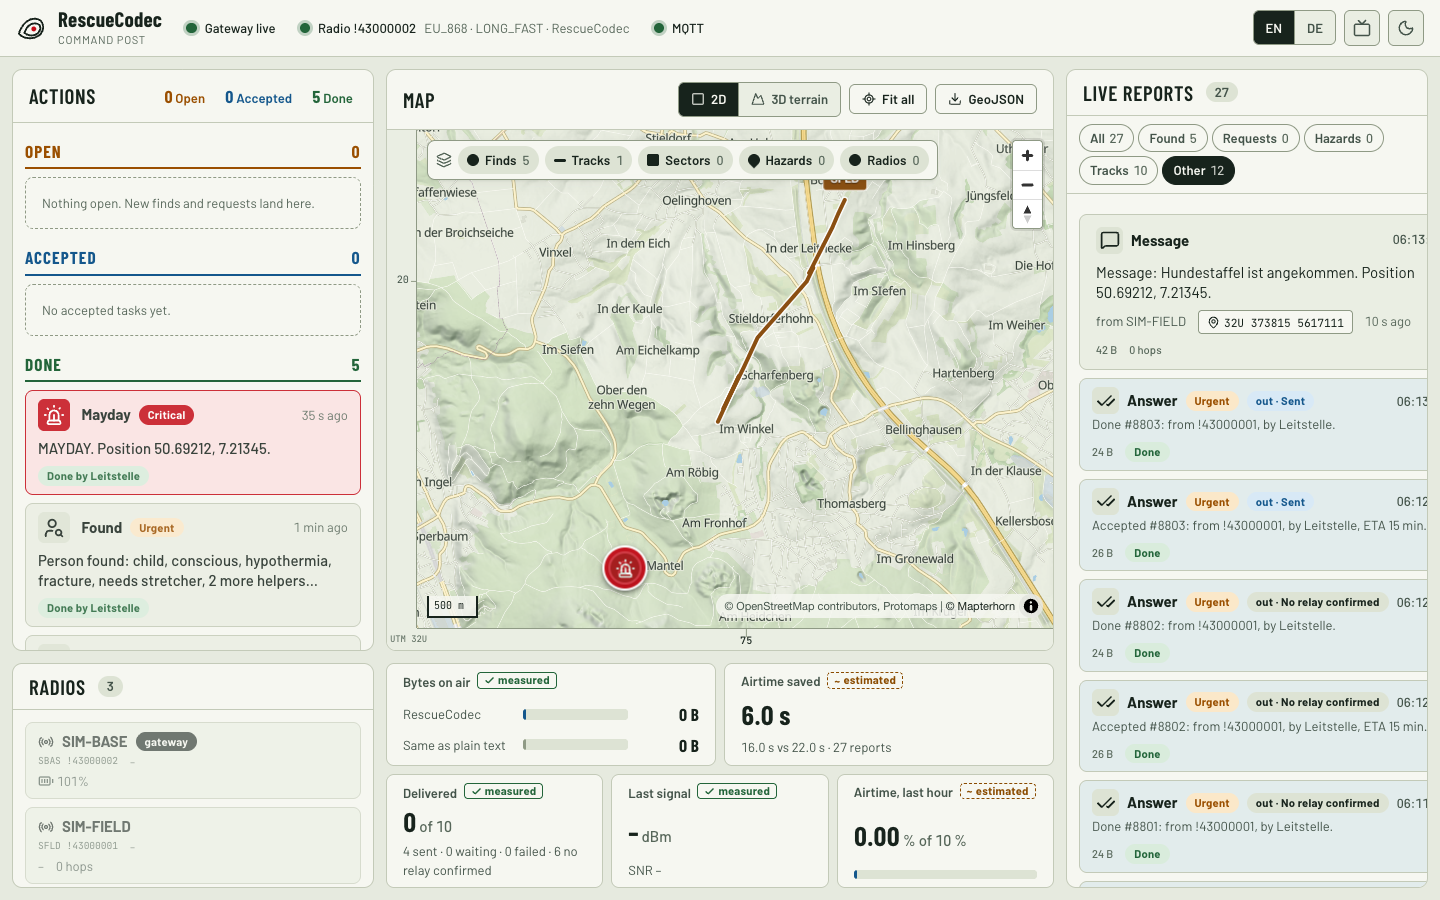 RescueCodec
COMMAND POST
Gateway live
Radio !43000002 EU_868 · LONG_FAST · RescueCodec
MQTT
EN DE
ACTIONS
0 Open 0 Accepted 5 Done
OPEN 0
Nothing open. New finds and requests land here.
ACCEPTED 0
No accepted tasks yet.
DONE 5
Mayday Critical 35 s ago
MAYDAY. Position 50.69212, 7.21345.
Done by Leitstelle
Found Urgent 1 min ago
Person found: child, conscious, hypothermia,
fracture, needs stretcher, 2 more helpers...
Done by Leitstelle
RADIOS 3
SIM-BASE gateway
SBAS !43000002 –
101%
SIM-FIELD
SFLD !43000001 –
– 0 hops
MAP
2D 3D terrain Fit all GeoJSON
Stieldorf
Finds 5 Tracks 1 Sectors 0 Hazards 0 Radios 0
affenwiese
Oelinghoven
SFLD
Jüngsfeld
n der Broichseiche
Vinxel
In dem Eich
In der Leimecke
Im Hinsberg
20
Die Hof
tein
In der Kaule
Im SIefen
Stieldorferhohn
Im Weiher
Im Siefen
Am Eichelkamp
Scharfenberg
Hartenberg
Ober den
zehn Wegen
Im Winkel
Bellinghausen
n Ingel
Am Röbig
In der Klause
Thomasberg
Am Fronhof
Kellersbose
Sperbaum
Mantel
Im Gronewald
500 m
© OpenStreetMap contributors, Protomaps | © Mapterhorn
UTM 32U
75
Bytes on air measured
RescueCodec 0 B
Same as plain text 0 B
Airtime saved ~ estimated
6.0 s
16.0 s vs 22.0 s · 27 reports
Delivered measured
0 of 10
4 sent · 0 waiting · 0 failed · 6 no
relay confirmed
Last signal measured
– dBm
SNR –
Airtime, last hour ~ estimated
0.00 % of 10 %
LIVE REPORTS 27
All 27 Found 5 Requests 0 Hazards 0
Tracks 10 Other 12
Message 06:13
Message: Hundestaffel ist angekommen. Position
50.69212, 7.21345.
from SIM-FIELD 32U 373815 5617111 10 s ago
42 B 0 hops
Answer Urgent out · Sent 06:13
Done #8803: from !43000001, by Leitstelle.
24 B Done
Answer Urgent out · Sent 06:12
Accepted #8803: from !43000001, by Leitstelle, ETA 15 min.
26 B Done
Answer Urgent out · No relay confirmed 06:12
Done #8802: from !43000001, by Leitstelle.
24 B Done
Answer Urgent out · No relay confirmed 06:12
Accepted #8802: from !43000001, by Leitstelle, ETA 15 min.
26 B Done
Answer Urgent out · No relay confirmed 06:11
Done #8801: from !43000001, by Leitstelle.
24 B Done